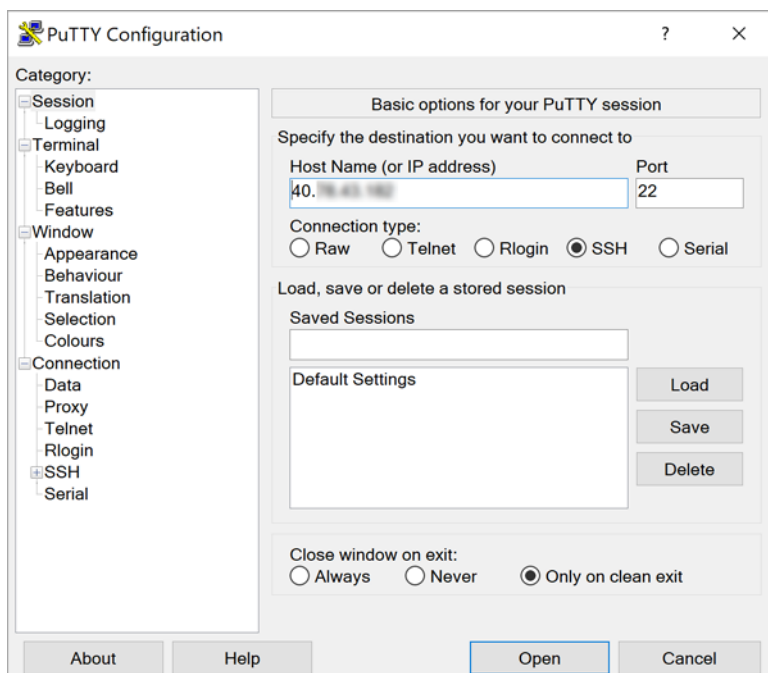 PuTTY Configuration
?
Category:
Session
Logging
Terminal
Keyboard
Bell
Features
Window
Appearance
Behaviour
Translation
Selection
Colours
Connection
Data
Proxy
Telnet
Rlogin
SSH
Serial
Basic options for your PuTTY session
Specify the destination you want to connect to
Host Name (or IP address) Port
40. 22
Connection type:
Raw Telnet Rlogin SSH Serial
Load, save or delete a stored session
Saved Sessions
Default Settings
Load
Save
Delete
Close window on exit:
Always Never Only on clean exit
About Help Open Cancel